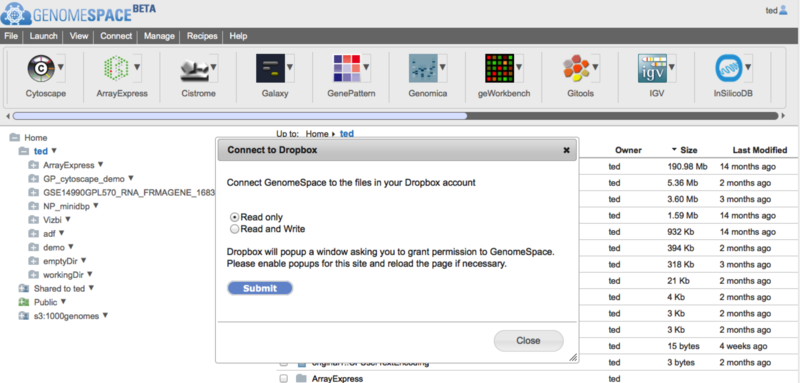 GENOMESPACE BETA
ted
File Launch View Connect Manage Recipes Help
Cytoscape ArrayExpress Cistrome Galaxy GenePattern Genomica geWorkbench Gitools IGV InSilicoDB
Home
ted
ArrayExpress
GP_cytoscape_demo
GSE14990GPL570_RNA_FRMAGENE_1683
NP_minidbp
Vizbi
adf
demo
emptyDir
workingDir
Shared to ted
Public
s3:1000genomes
Up to: Home ted
Connect to Dropbox
Connect GenomeSpace to the files in your Dropbox account
Read only
Read and Write
Dropbox will popup a window asking you to grant permission to GenomeSpace.
Please enable popups for this site and reload the page if necessary.
Submit
Close
Owner Size Last Modified
ted 190.98 Mb 14 months ago
ted 5.36 Mb 2 months ago
ted 3.60 Mb 3 months ago
ted 1.59 Mb 14 months ago
ted 932 Kb 14 months ago
ted 394 Kb 2 months ago
ted 318 Kb 3 months ago
ted 21 Kb 2 months ago
ted 4 Kb 2 months ago
ted 3 Kb 2 months ago
ted 3 Kb 2 months ago
ted 15 bytes 4 weeks ago
ted 3 bytes 2 months ago
ArrayExpress ted